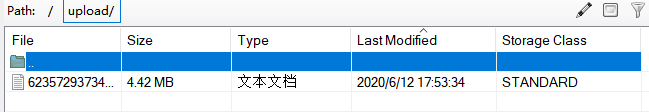 Path: / upload/
File Size Type Last Modified Storage Class
..
62357293734... 4.42 MB 文本文档 2020/6/12 17:53:34 STANDARD